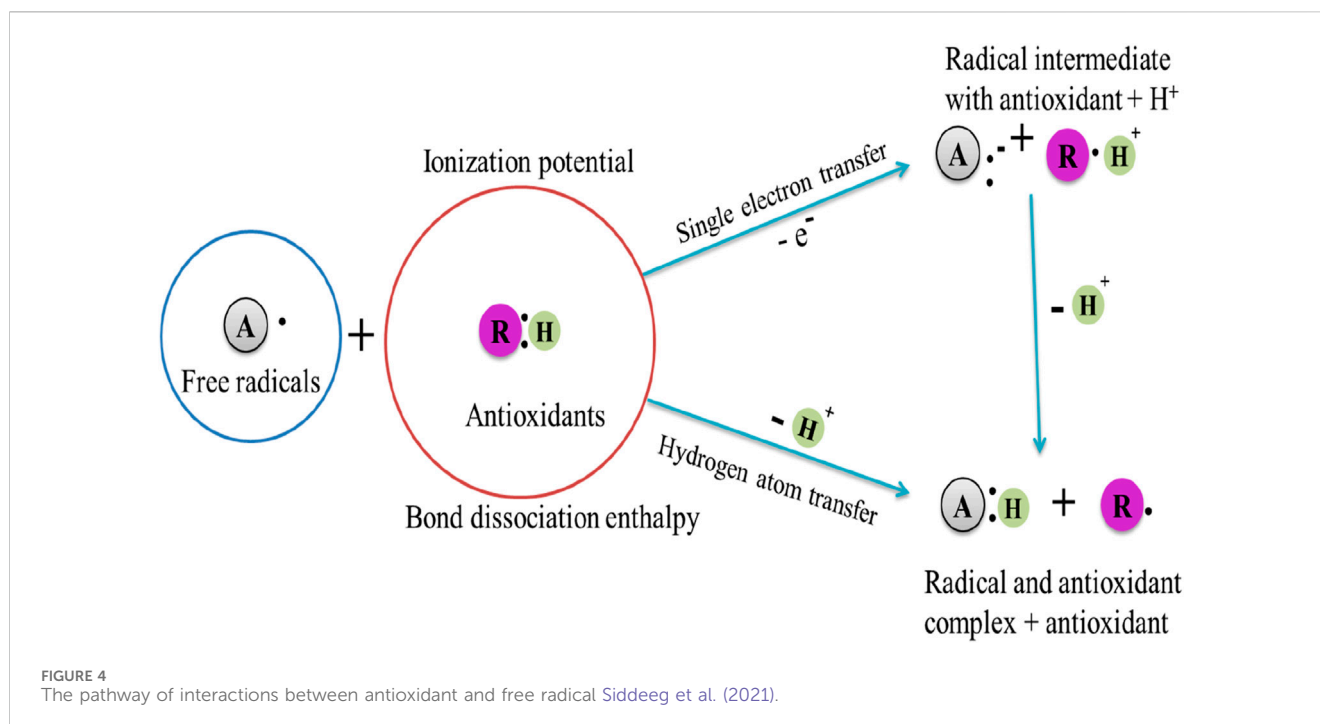 Radical intermediate
with antioxidant + H⁺
A :- + R · H⁺
Ionization potential
Single electron transfer
- e⁻
A ·
+
R : H
Free radicals
Antioxidants
- H⁺
- H⁺
Hydrogen atom transfer
Bond dissociation enthalpy
A : H + R ·
Radical and antioxidant
complex + antioxidant
FIGURE 4
The pathway of interactions between antioxidant and free radical Siddeeg et al. (2021).